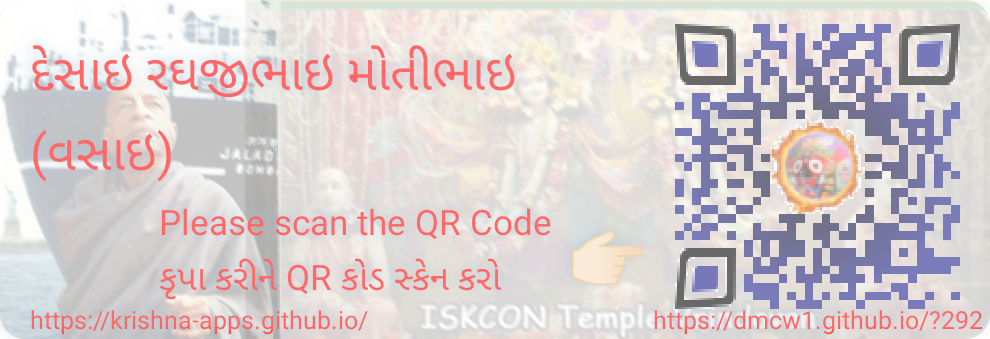 દેસાઇ રઘજીભાઇ મોતીભાઇ
(વસાઇ)
JALAD
Please scan the QR Code
કૃપા કરીને QR કોડ સ્કેન કરો
https://krishna-apps.github.io/
ISKCON Temple
https://dmcw1.github.io/?292